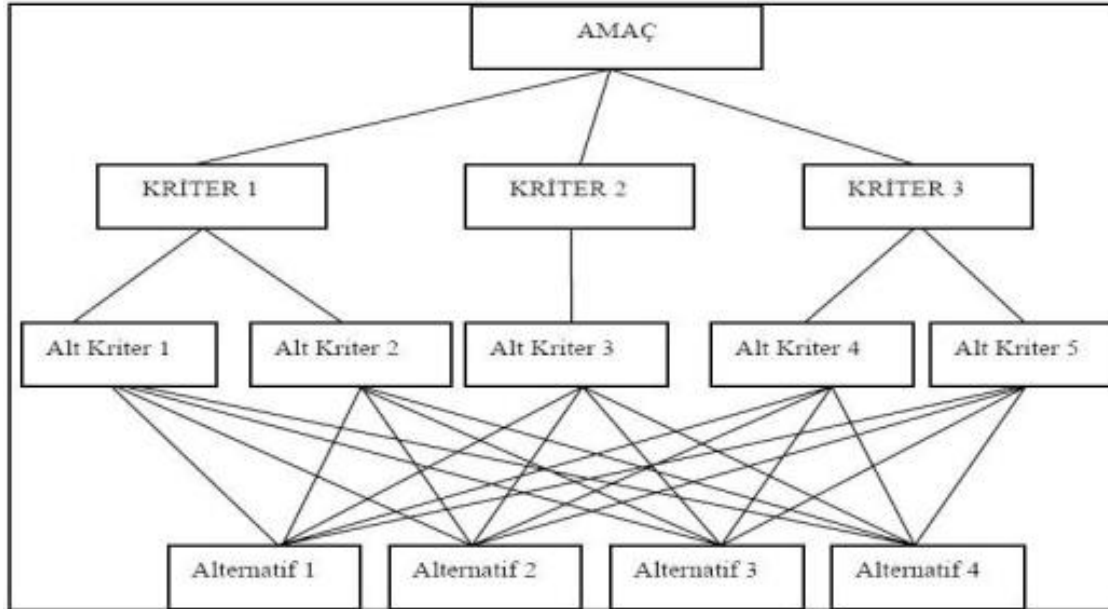 AMAÇ
KRİTER 1
KRİTER 2
KRİTER 3
Alt Kriter 1
Alt Kriter 2
Alt Kriter 3
Alt Kriter 4
Alt Kriter 5
Alternatif 1
Alternatif 2
Alternatif 3
Alternatif 4